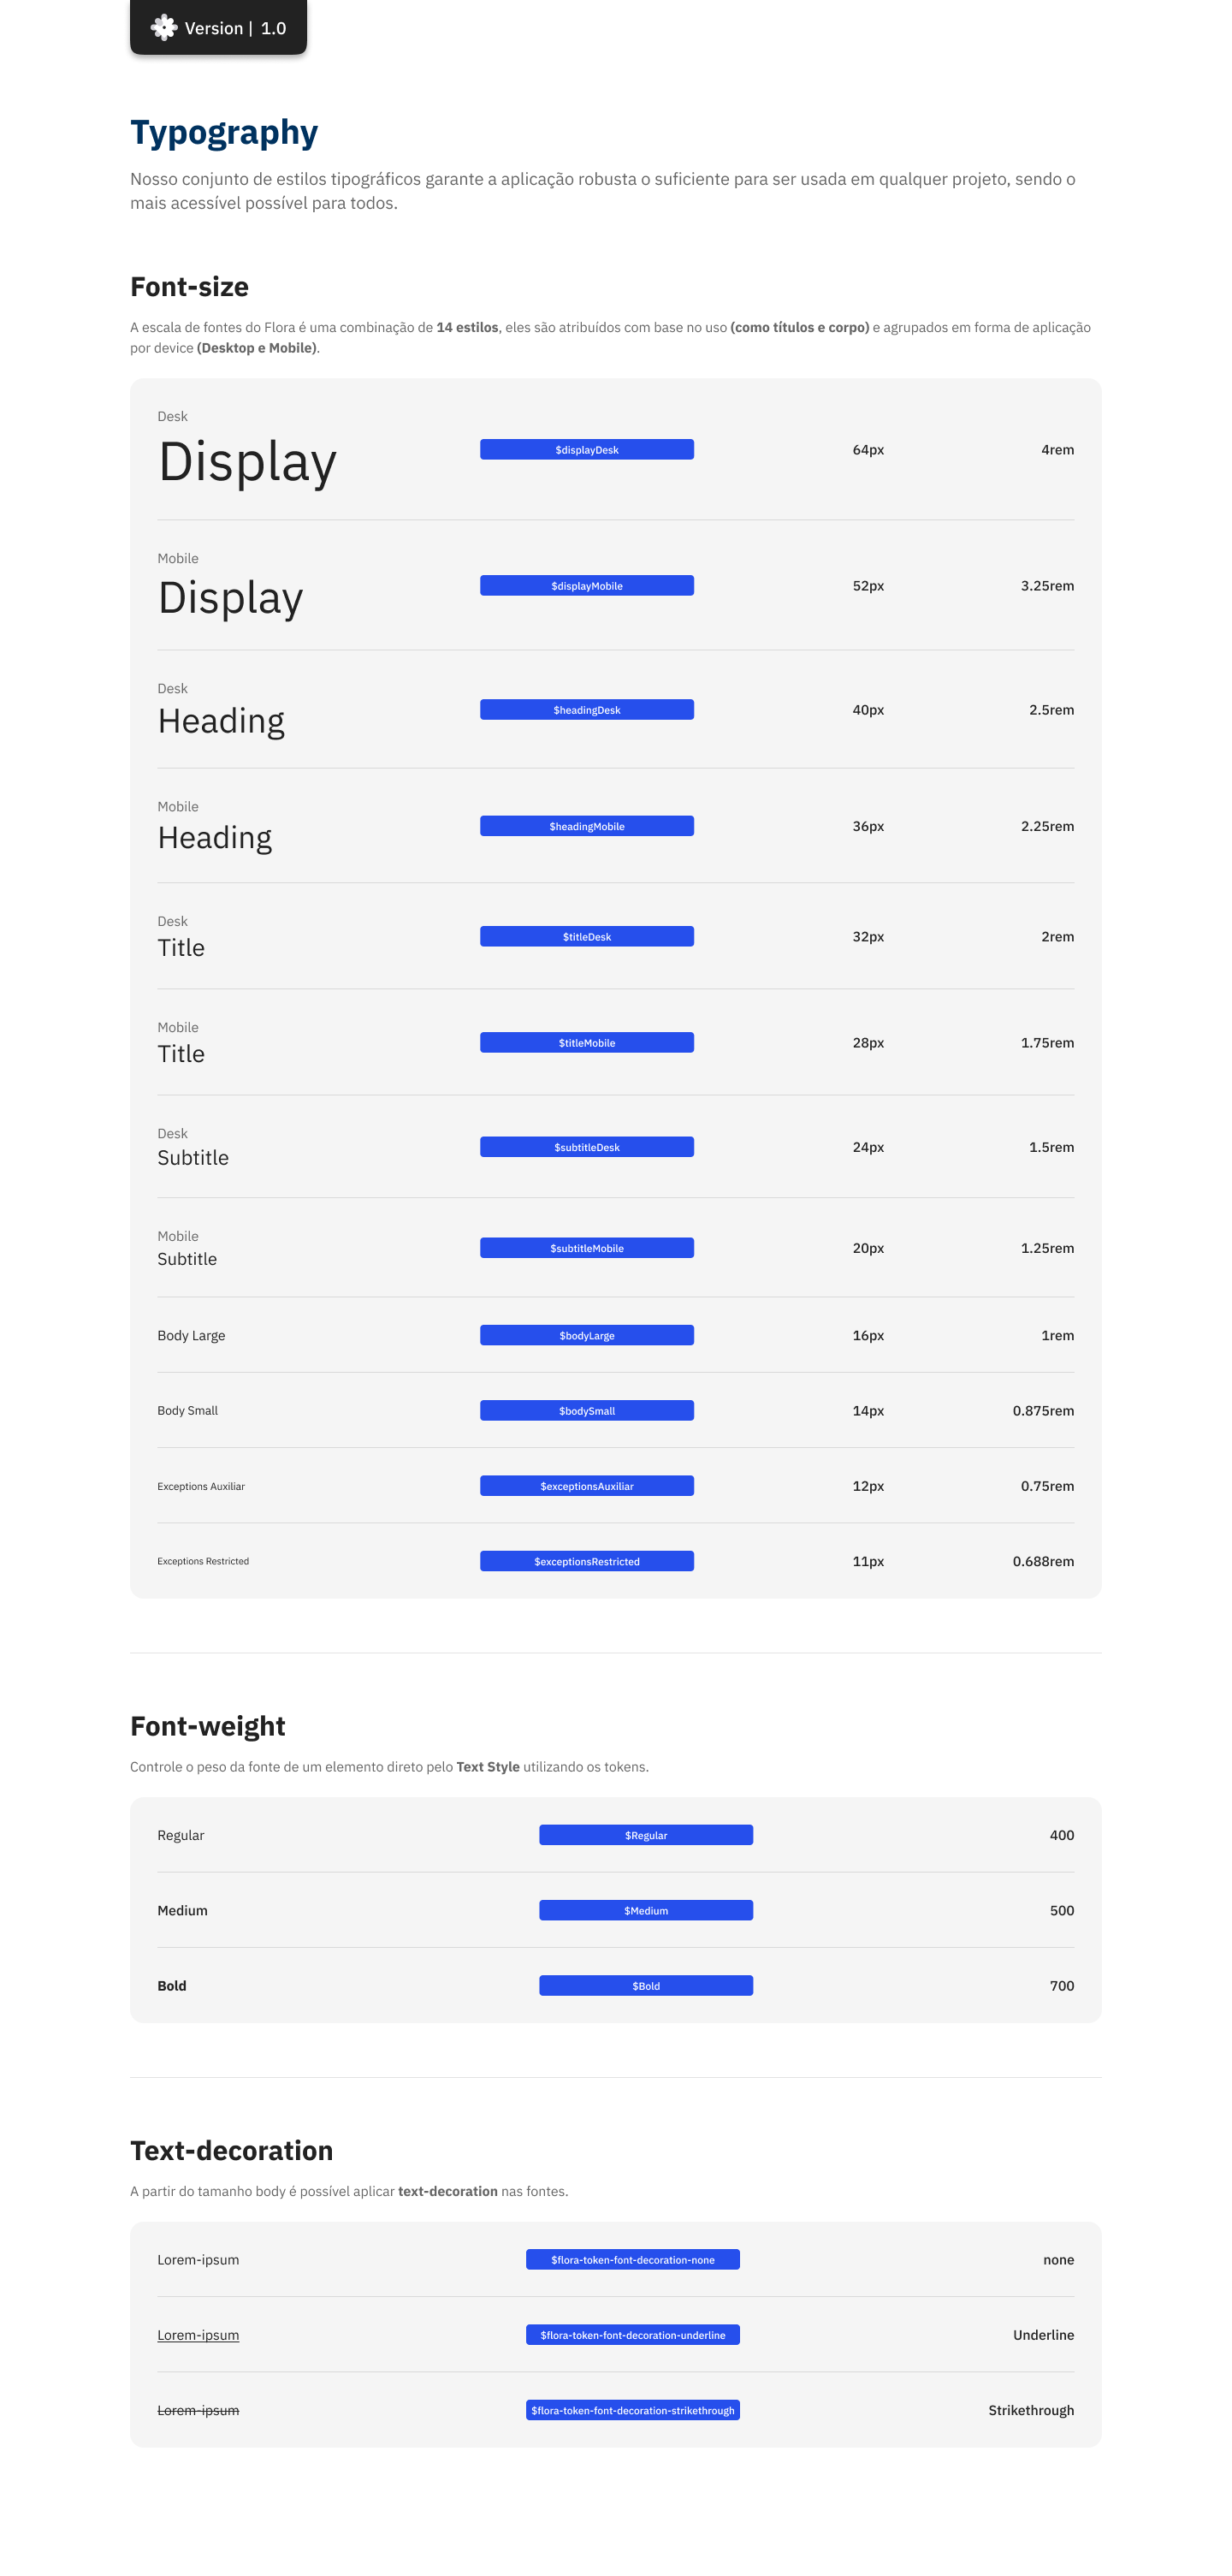 Version | 1.0
Typography
Nosso conjunto de estilos tipográficos garante a aplicação robusta o suficiente para ser usada em qualquer projeto, sendo o
mais acessível possível para todos.
Font-size
A escala de fontes do Flora é uma combinação de 14 estilos, eles são atribuídos com base no uso (como títulos e corpo) e agrupados em forma de aplicação
por device (Desktop e Mobile).
Desk
Display $displayDesk 64px 4rem
Mobile
Display $displayMobile 52px 3.25rem
Desk
Heading $headingDesk 40px 2.5rem
Mobile
Heading $headingMobile 36px 2.25rem
Desk
Title $titleDesk 32px 2rem
Mobile
Title $titleMobile 28px 1.75rem
Desk
Subtitle $subtitleDesk 24px 1.5rem
Mobile
Subtitle $subtitleMobile 20px 1.25rem
Body Large $bodyLarge 16px 1rem
Body Small $bodySmall 14px 0.875rem
Exceptions Auxiliar $exceptionsAuxiliar 12px 0.75rem
Exceptions Restricted $exceptionsRestricted 11px 0.688rem
Font-weight
Controle o peso da fonte de um elemento direto pelo Text Style utilizando os tokens.
Regular $Regular 400
Medium $Medium 500
Bold $Bold 700
Text-decoration
A partir do tamanho body é possível aplicar text-decoration nas fontes.
Lorem-ipsum $flora-token-font-decoration-none none
Lorem-ipsum $flora-token-font-decoration-underline Underline
Lorem-ipsum $flora-token-font-decoration-strikethrough Strikethrough